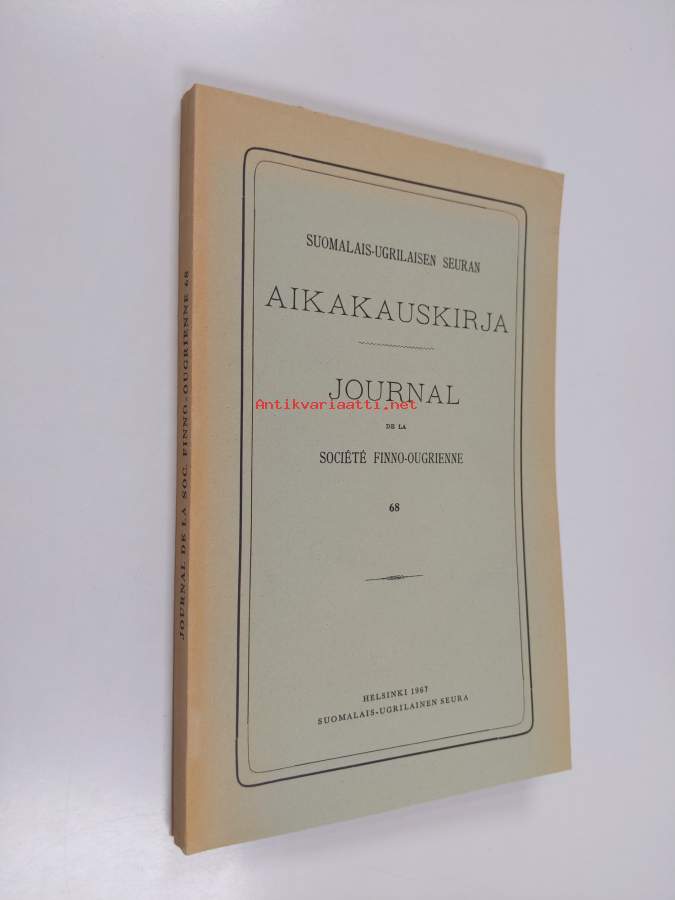 SUOMALAIS-UGRILAISEN SEURAN
AIKAKAUSKIRJA
JOURNAL
Antikvariaatti.net
DE LA
SOCIÉTÉ FINNO-OUGRIENNE
68
HELSINKI 1967
SUOMALAIS-UGRILAINEN SEURA
JOURNAL DE LA SOC. FINNO-OUGRIENNE 68